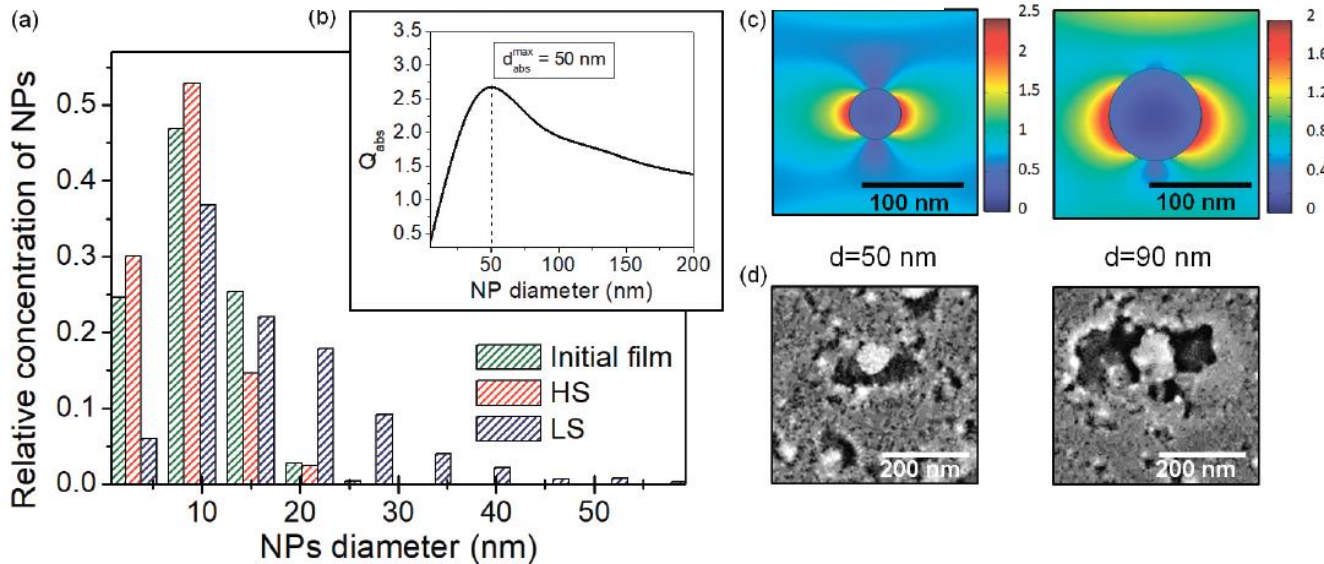 (a)
Relative concentration of NPs
0.5
0.4
0.3
0.2
0.1
0.0
10
20
30
40
50
NPs diameter (nm)
Initial film
HS
LS
(b)
Q_abs
3.5
3.0
2.5
2.0
1.5
1.0
0.5
d_abs^max = 50 nm
50
100
150
200
NP diameter (nm)
(c)
100 nm
2.5
2
1.5
1
0.5
0
100 nm
2
1.6
1.2
0.8
0.4
0
d=50 nm
d=90 nm
(d)
200 nm
200 nm